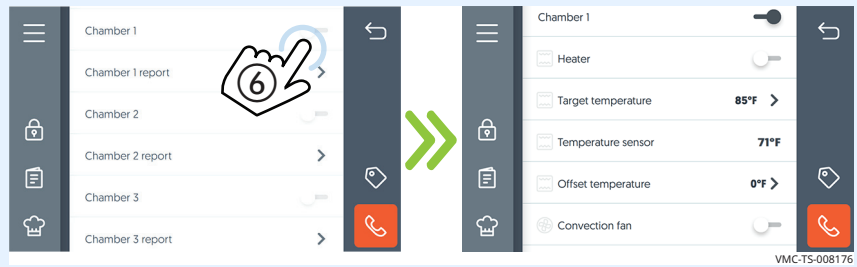 Chamber 1
Chamber 1 report
6
Chamber 2
Chamber 2 report
Chamber 3
Chamber 3 report
Chamber 1
Heater
Target temperature 85°F
Temperature sensor 71°F
Offset temperature 0°F
Convection fan
VMC-TS-008176